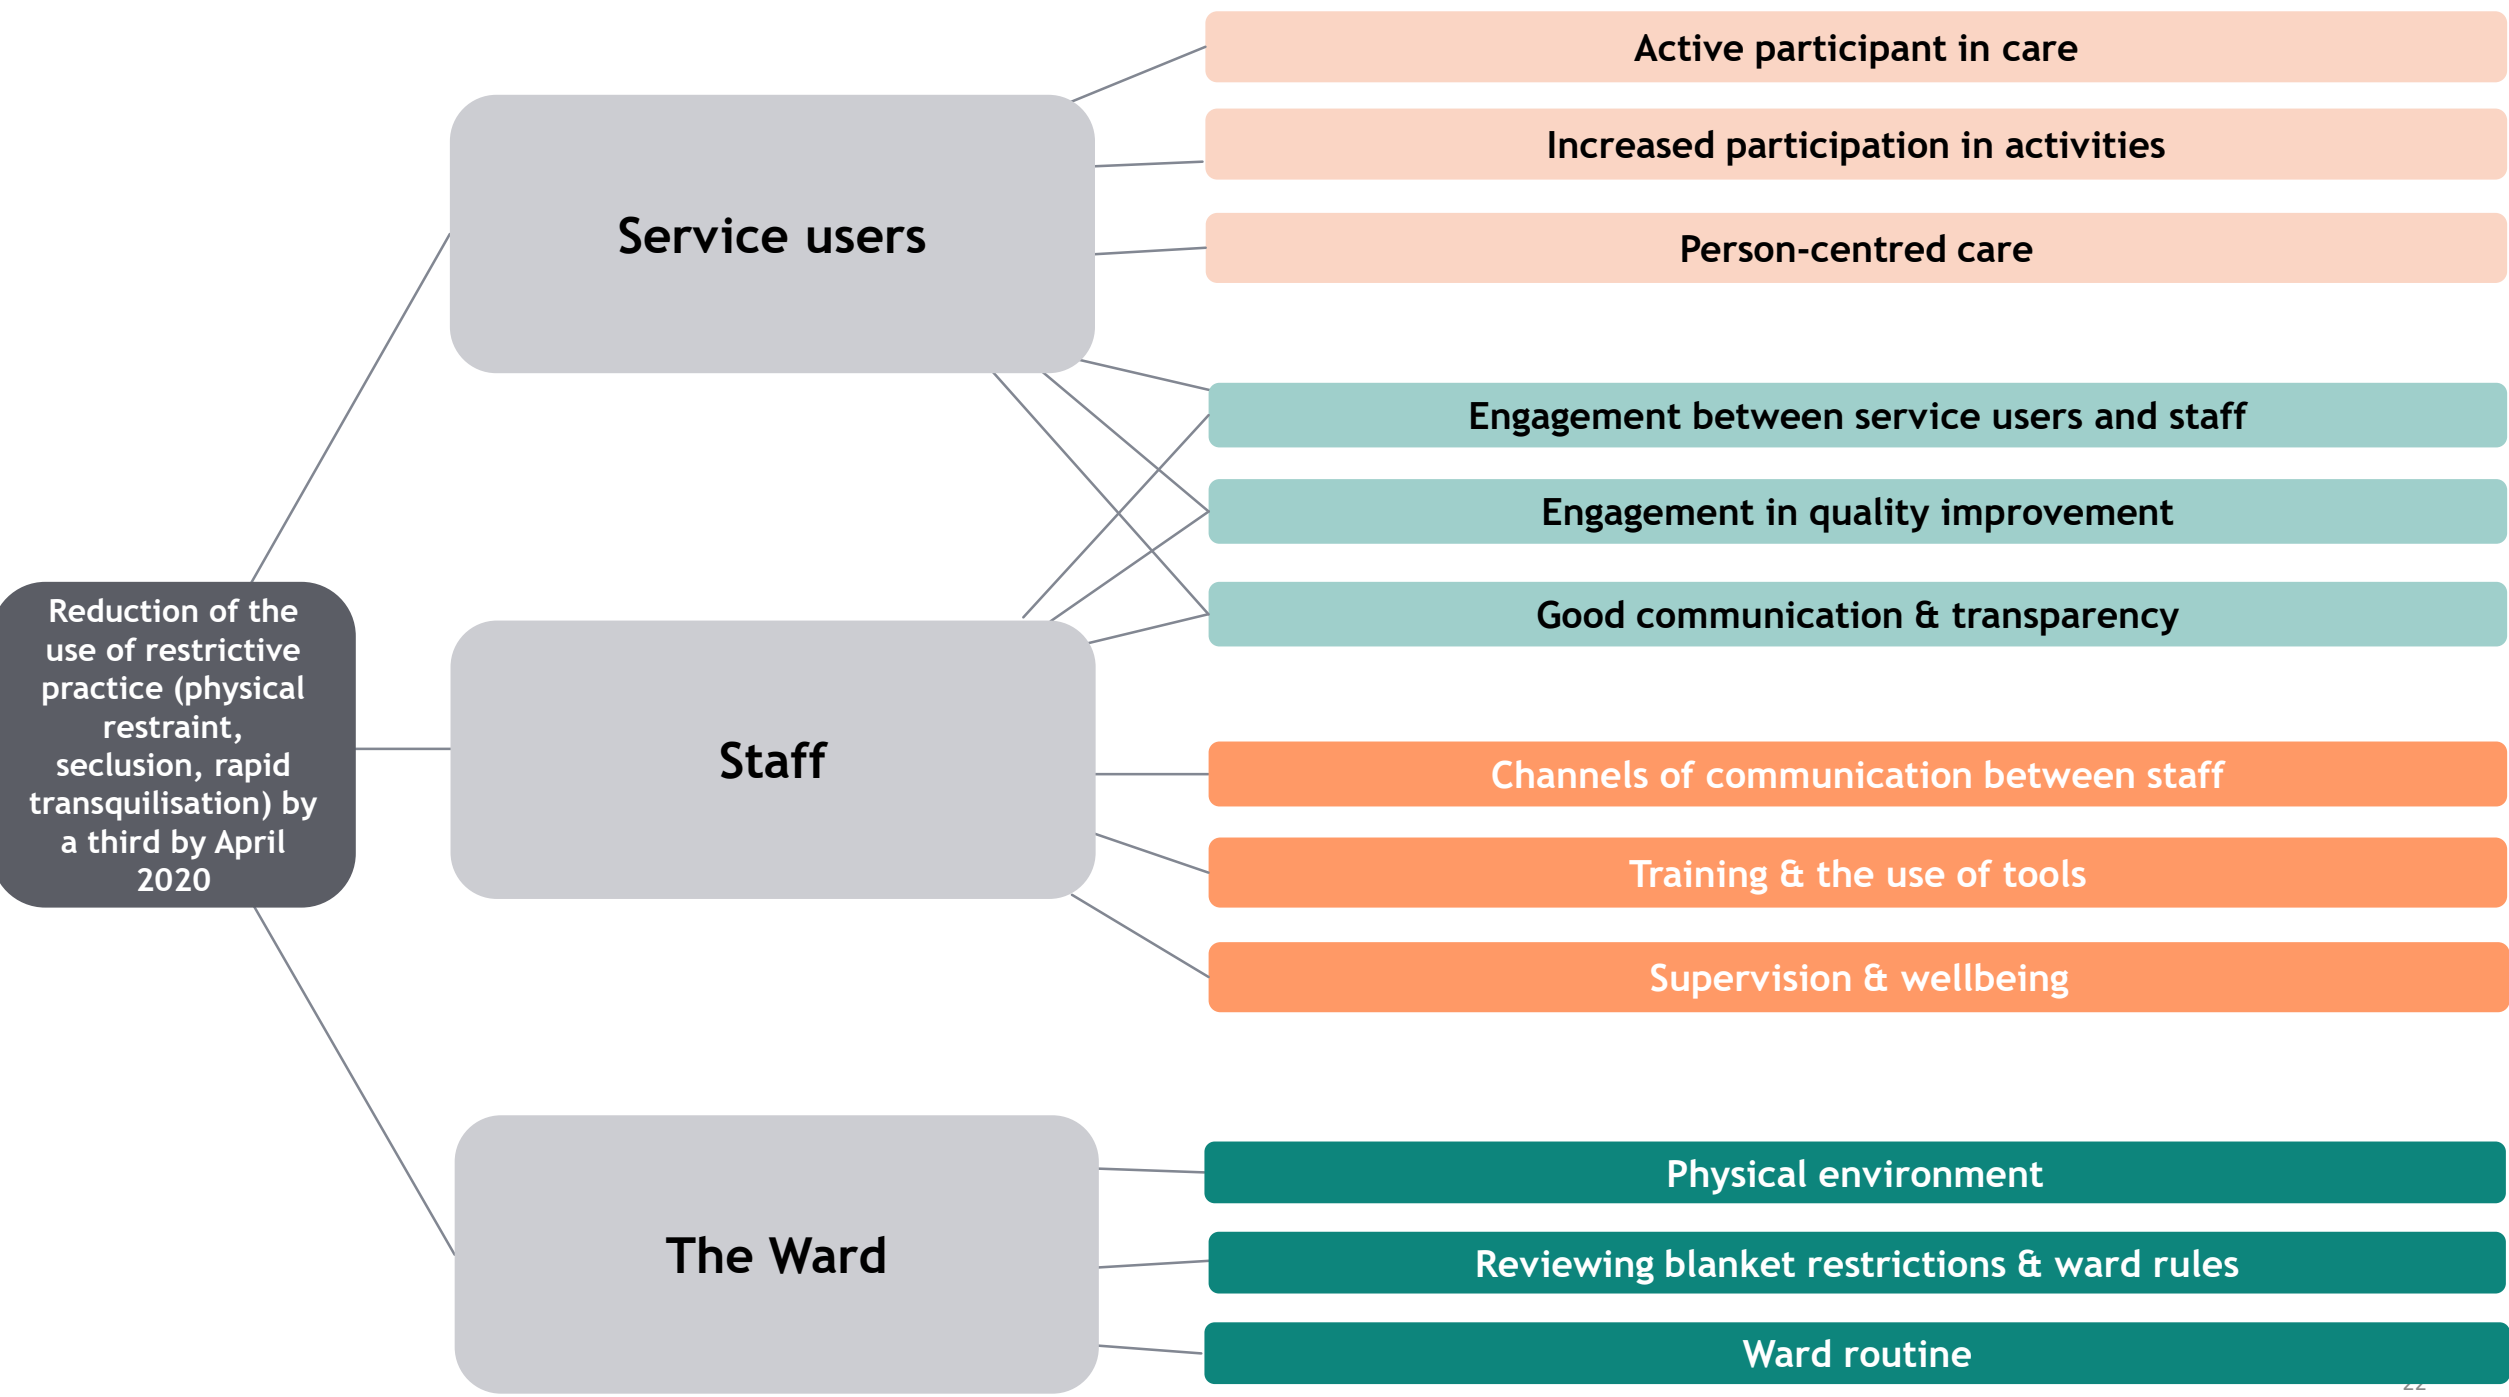 Active participant in care
Increased participation in activities
Service users
Person-centred care
Engagement between service users and staff
Engagement in quality improvement
Good communication & transparency
Reduction of the
use of restrictive
practice (physical
restraint,
seclusion, rapid
transquilisation) by
a third by April
2020
Staff
Channels of communication between staff
Training & the use of tools
Supervision & wellbeing
The Ward
Physical environment
Reviewing blanket restrictions & ward rules
Ward routine